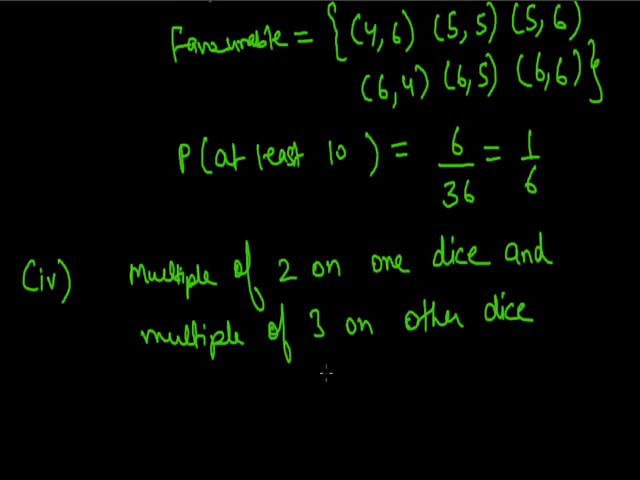 Favourable = { (4,6) (5,5) (5,6)
(6,4) (6,5) (6,6) }
P(at least 10) = 6/36 = 1/6
(iv) Multiple of 2 on one dice and
multiple of 3 on other dice